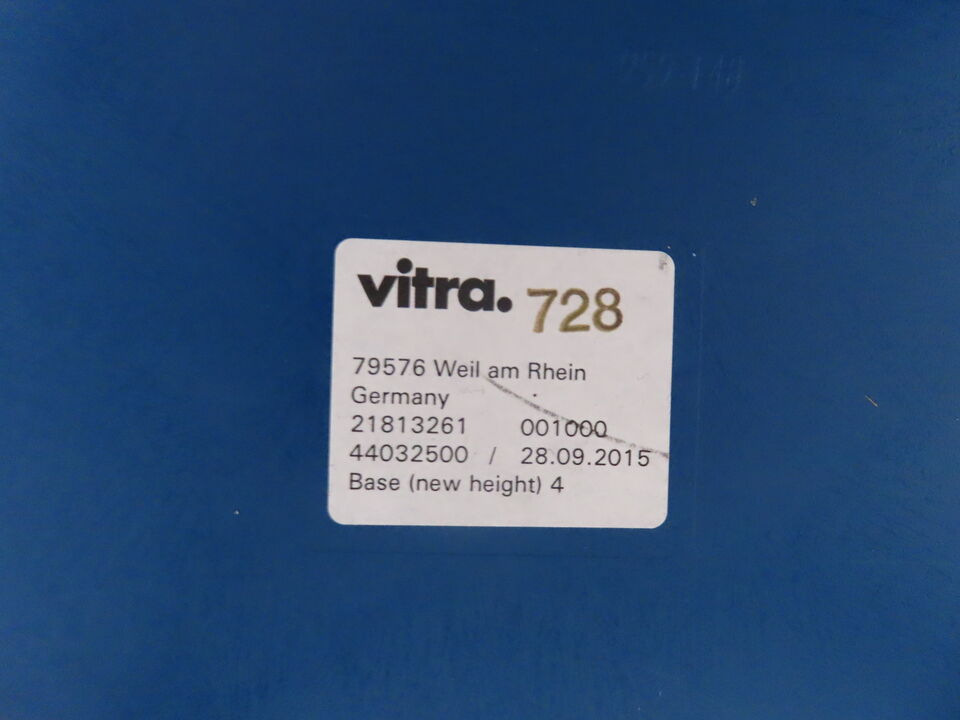 vitra. 728
79576 Weil am Rhein
Germany
21813261 001000
44032500 / 28.09.2015
Base (new height) 4